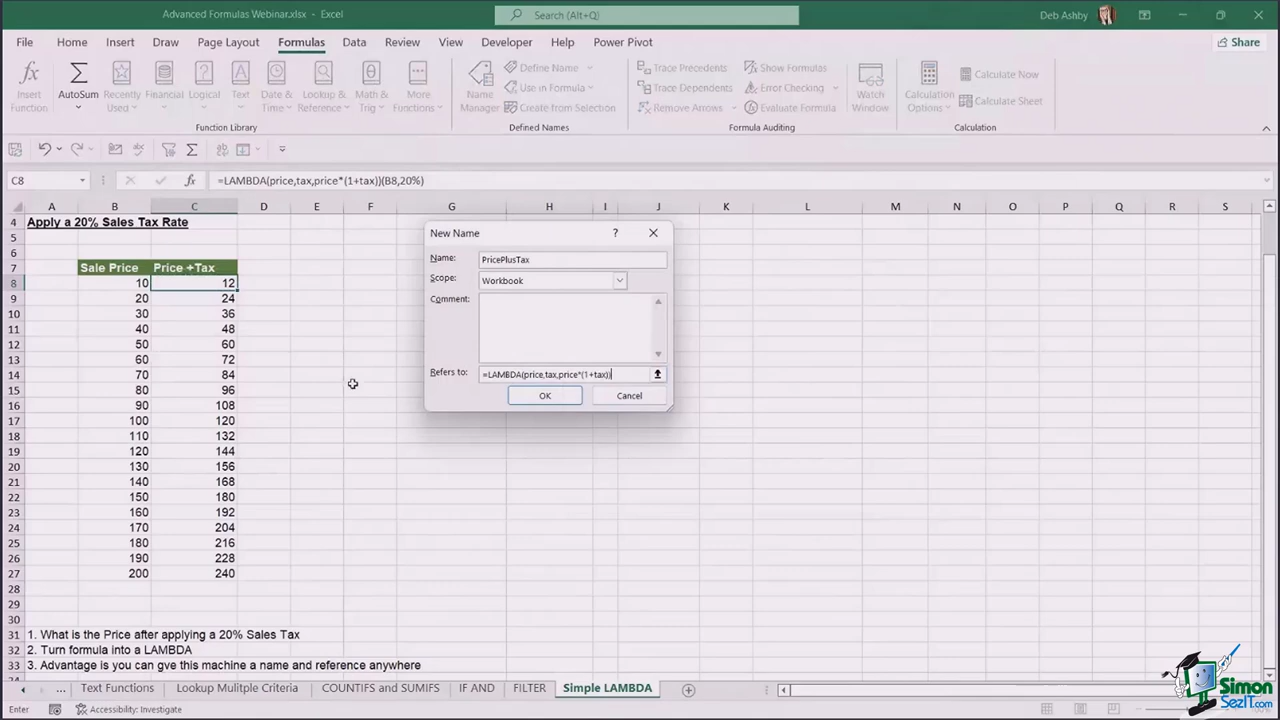 Advanced Formulas Webinar.xlsx - Excel
Search (Alt+Q)
Deb Ashby
File Home Insert Draw Page Layout Formulas Data Review View Developer Help Power Pivot
Share
Insert Function
AutoSum
Recently Used
Financial
Logical
Text
Date & Time
Lookup & Reference
Math & Trig
More Functions
Function Library
Name Manager
Define Name
Use in Formula
Create from Selection
Defined Names
Trace Precedents
Trace Dependents
Remove Arrows
Show Formulas
Error Checking
Evaluate Formula
Formula Auditing
Watch Window
Calculation Options
Calculate Now
Calculate Sheet
Calculation
C8
=LAMBDA(price,tax,price*(1+tax))(B8,20%)
A B C D E F G H I J K L M N O P Q R S
4 Apply a 20% Sales Tax Rate
5
6
7 Sale Price Price +Tax
8 10 12
9 20 24
10 30 36
11 40 48
12 50 60
13 60 72
14 70 84
15 80 96
16 90 108
17 100 120
18 110 132
19 120 144
20 130 156
21 140 168
22 150 180
23 160 192
24 170 204
25 180 216
26 190 228
27 200 240
28
29
30
31 1. What is the Price after applying a 20% Sales Tax
32 2. Turn formula into a LAMBDA
33 3. Advantage is you can gve this machine a name and reference anywhere
New Name
?
Name: PricePlusTax
Scope: Workbook
Comment:
Refers to: =LAMBDA(price,tax,price*(1+tax))
OK Cancel
... Text Functions Lookup Mulitple Criteria COUNTIFS and SUMIFS IF AND FILTER Simple LAMBDA
Enter
Accessibility: Investigate
Simon
SezIT.com